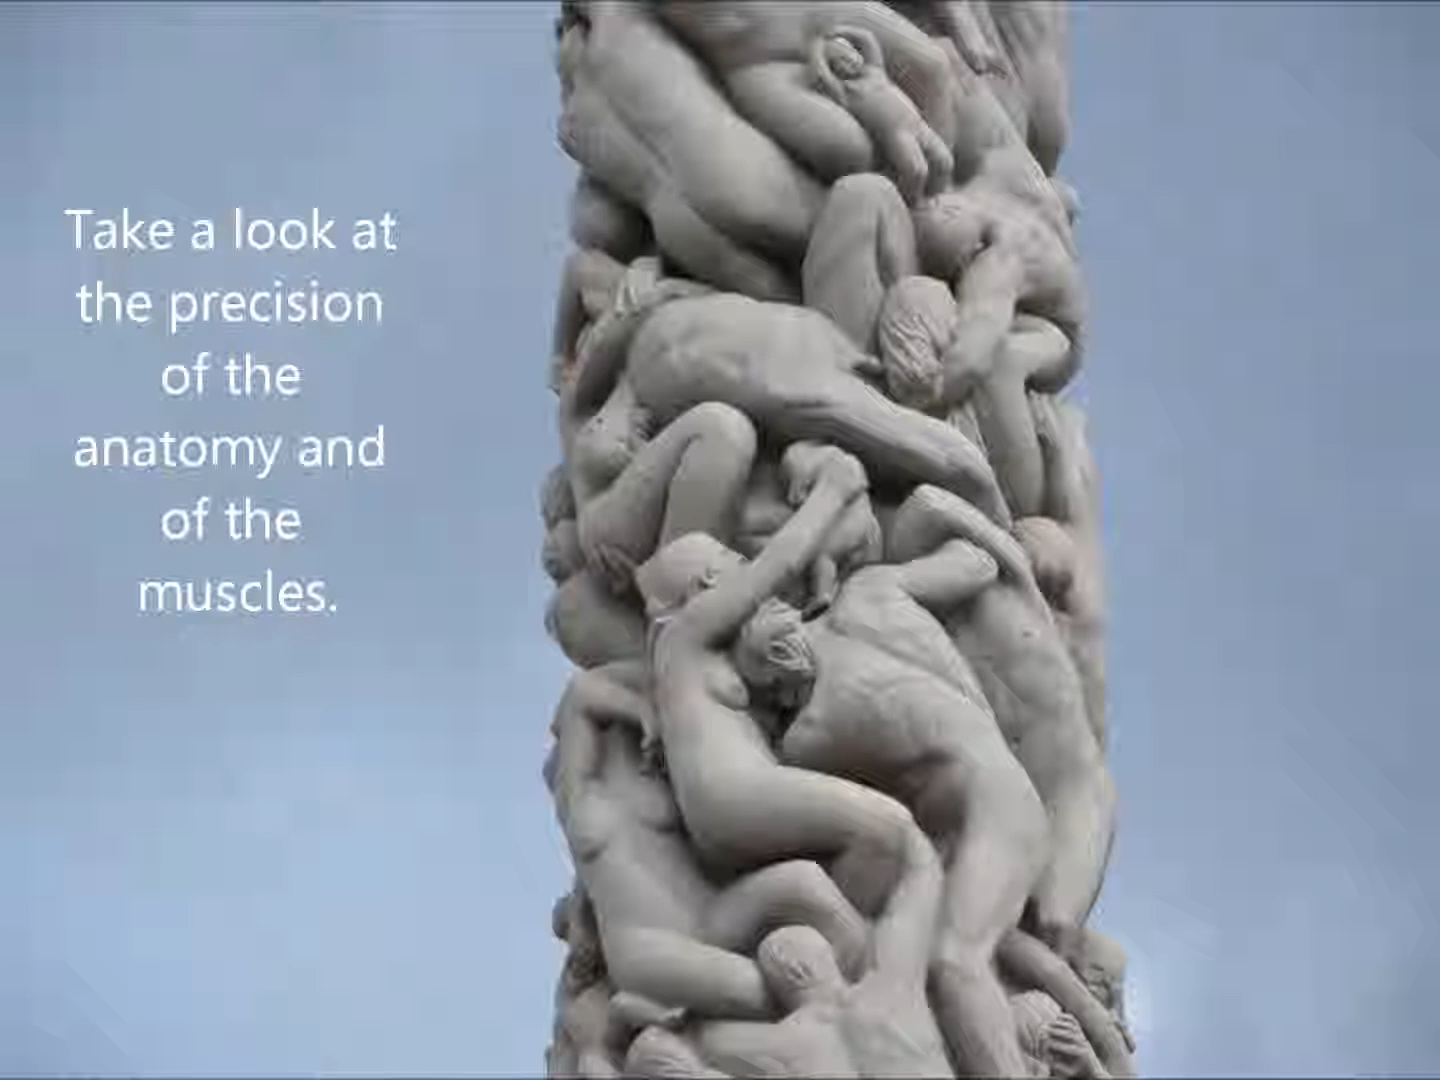 Take a look at
the precision
of the
anatomy and
of the
muscles.